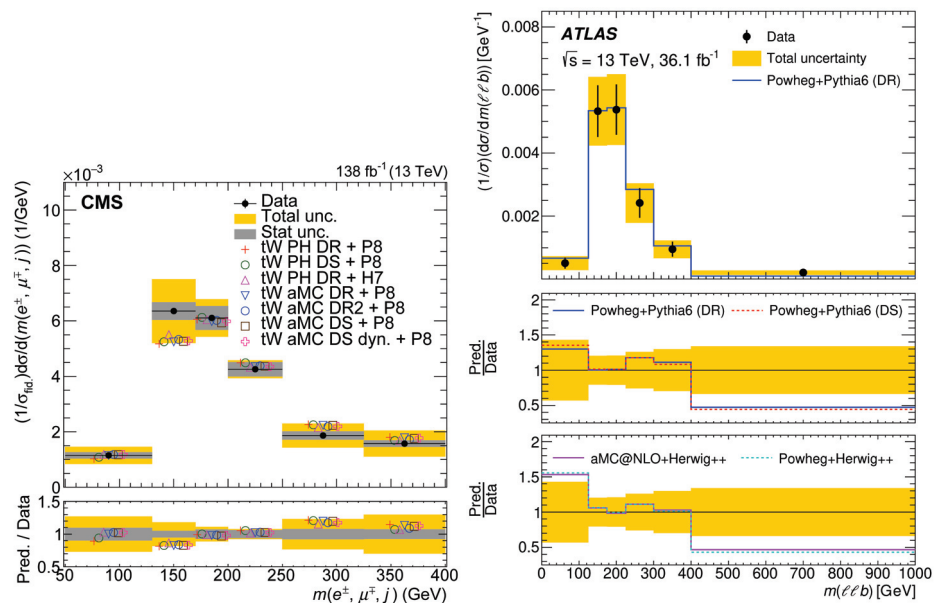 138 fb⁻¹ (13 TeV)
×10⁻³
CMS
Data
Total unc.
Stat unc.
tW PH DR + P8
tW PH DS + P8
tW PH DR + H7
tW aMC DR + P8
tW aMC DR2 + P8
tW aMC DS + P8
tW aMC DS dyn. + P8
(1/σ_fid.)dσ/d(m(e±, μ∓, j)) (1/GeV)
10
8
6
4
2
0
Pred. / Data
1.5
1.0
0.5
50 100 150 200 250 300 350 400
m(e±, μ∓, j) (GeV)
ATLAS
√s = 13 TeV, 36.1 fb⁻¹
Data
Total uncertainty
Powheg+Pythia6 (DR)
(1/σ)(dσ/dm(ℓℓb)) [GeV⁻¹]
0.008
0.006
0.004
0.002
Powheg+Pythia6 (DR) Powheg+Pythia6 (DS)
Pred.
Data
2
1.5
1
0.5
aMC@NLO+Herwig++ Powheg+Herwig++
Pred.
Data
2
1.5
1
0.5
0 100 200 300 400 500 600 700 800 900 1000
m(ℓℓb) [GeV]